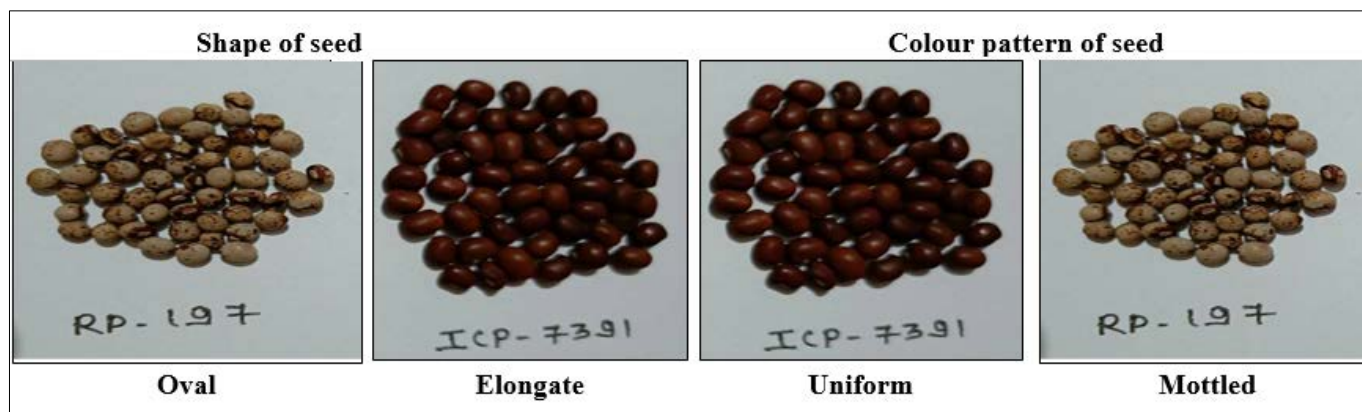 Shape of seed
Colour pattern of seed
RP-197
ICP-7391
ICP-7391
RP-197
Oval
Elongate
Uniform
Mottled